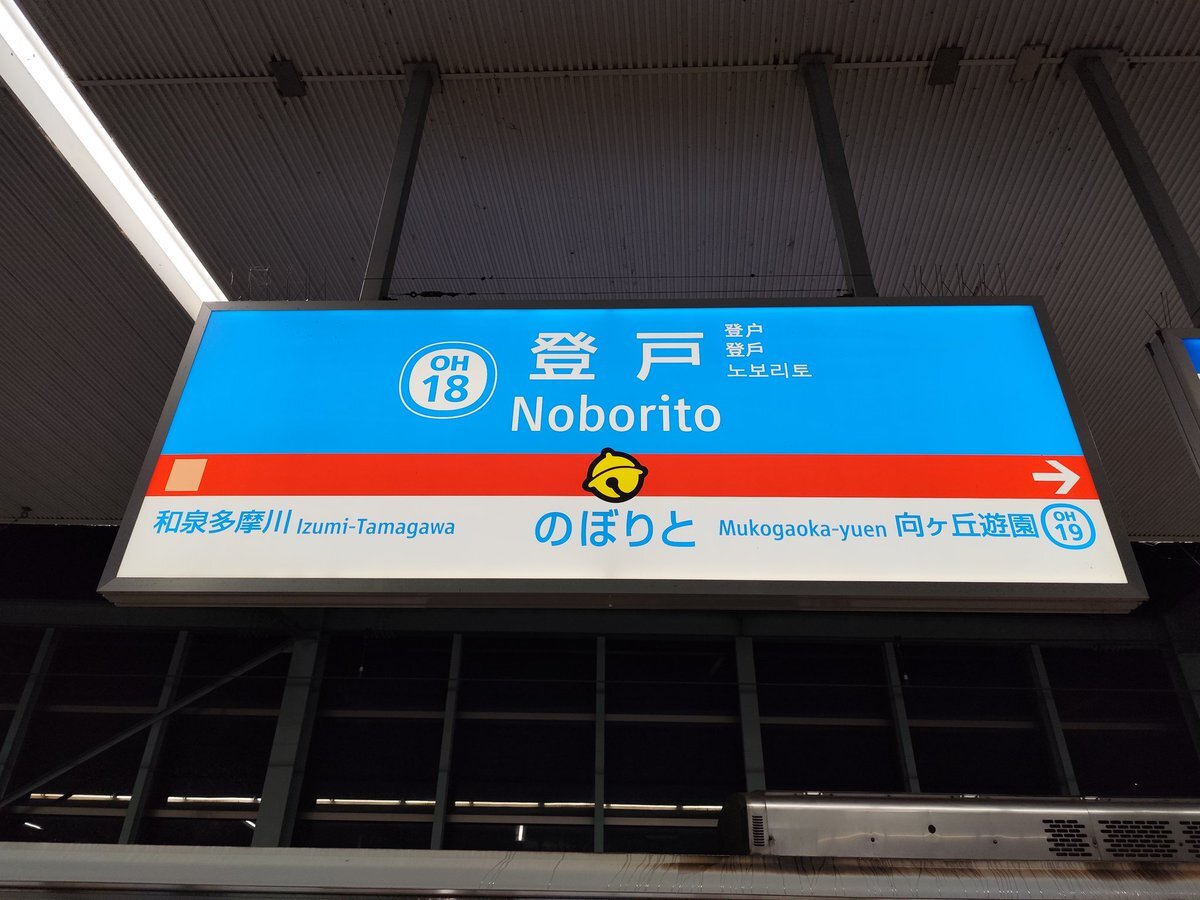 OH
18
登戸
登户
登戶
노보리토
Noborito
和泉多摩川 Izumi-Tamagawa
のぼりと
Mukogaoka-yuen 向ヶ丘遊園
OH
19